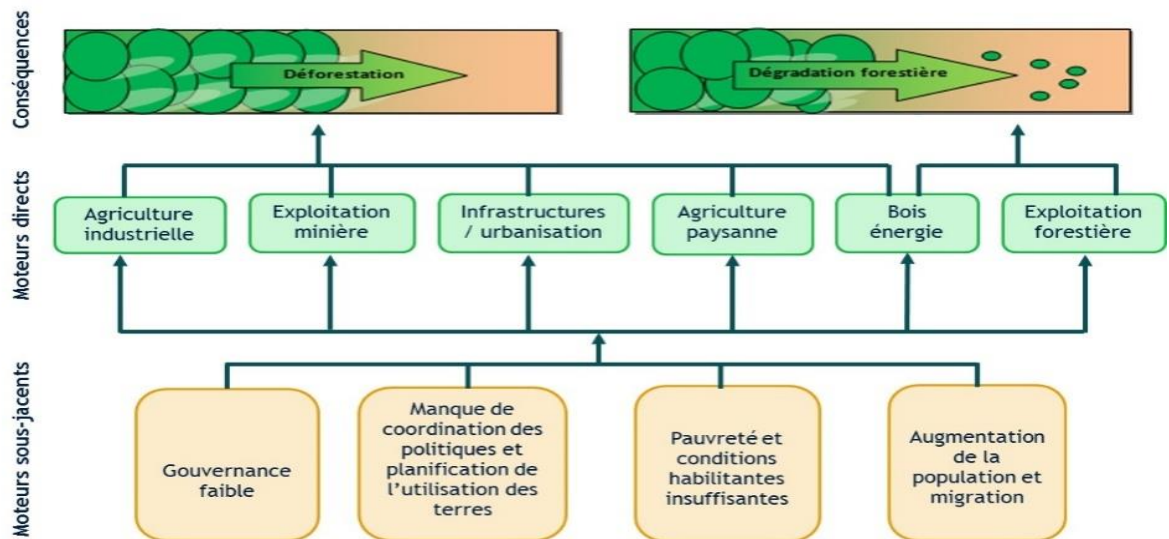 Conséquences
Déforestation
Dégradation forestière
Moteurs directs
Agriculture
industrielle
Exploitation
minière
Infrastructures
/ urbanisation
Agriculture
paysanne
Bois
énergie
Exploitation
forestière
Moteurs sous-jacents
Gouvernance
faible
Manque de
coordination des
politiques et
planification de
l'utilisation des
terres
Pauvreté et
conditions
habilitantes
insuffisantes
Augmentation
de la
population et
migration